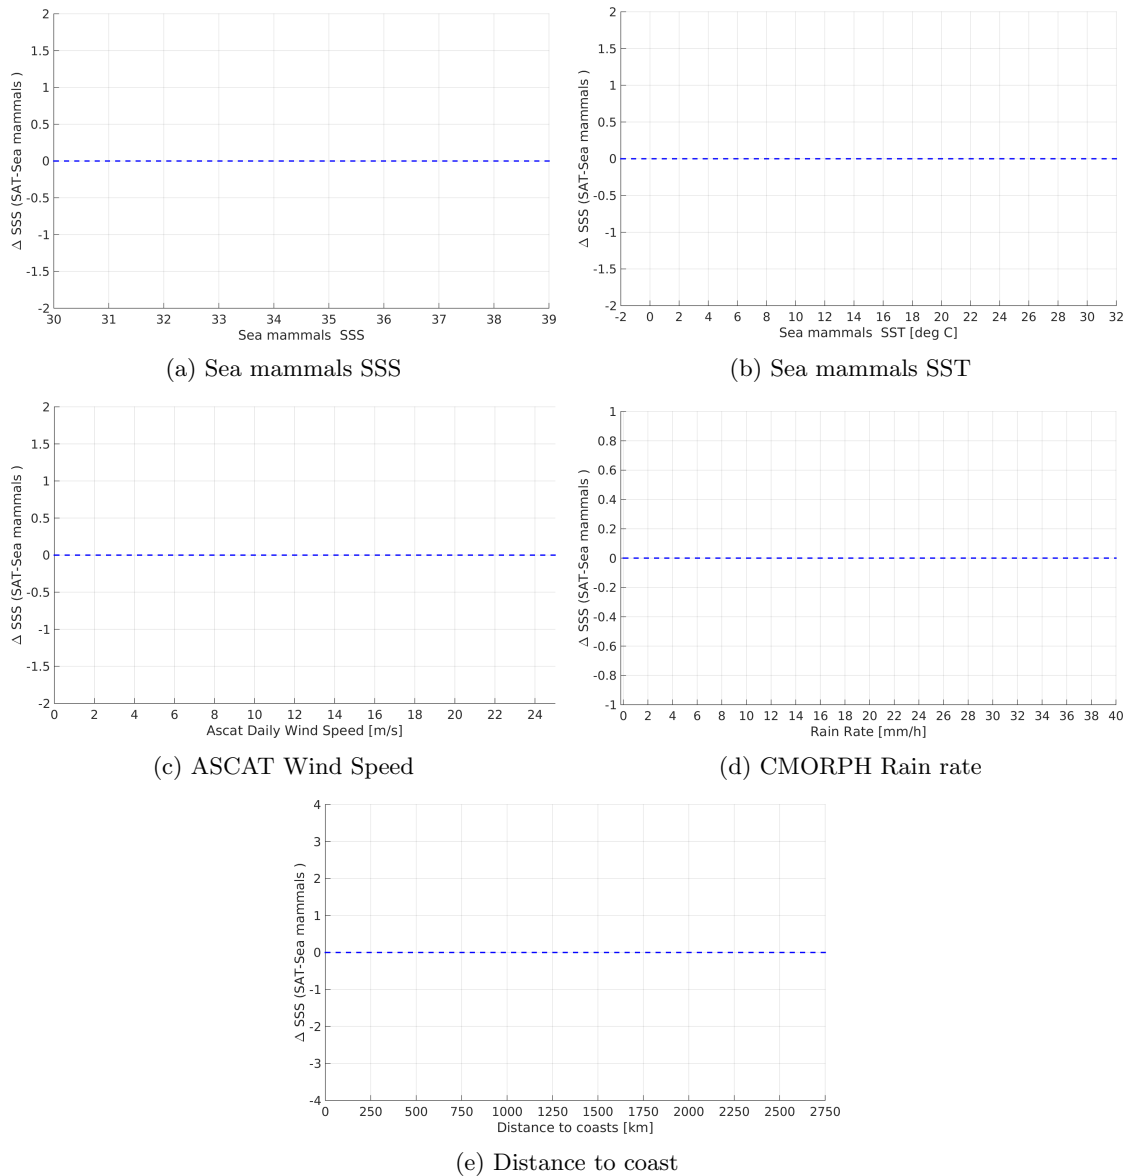 2
1.5
1
0.5
0
-0.5
-1
-1.5
-2
Δ SSS (SAT-Sea mammals )
30 31 32 33 34 35 36 37 38 39
Sea mammals  SSS
(a) Sea mammals SSS
2
1.5
1
0.5
0
-0.5
-1
-1.5
-2
Δ SSS (SAT-Sea mammals )
-2 0 2 4 6 8 10 12 14 16 18 20 22 24 26 28 30 32
Sea mammals  SST [deg C]
(b) Sea mammals SST
2
1.5
1
0.5
0
-0.5
-1
-1.5
-2
Δ SSS (SAT-Sea mammals )
0 2 4 6 8 10 12 14 16 18 20 22 24
Ascat Daily Wind Speed [m/s]
(c) ASCAT Wind Speed
1
0.8
0.6
0.4
0.2
0
-0.2
-0.4
-0.6
-0.8
-1
Δ SSS (SAT-Sea mammals )
0 2 4 6 8 10 12 14 16 18 20 22 24 26 28 30 32 34 36 38 40
Rain Rate [mm/h]
(d) CMORPH Rain rate
4
3
2
1
0
-1
-2
-3
-4
Δ SSS (SAT-Sea mammals )
0 250 500 750 1000 1250 1500 1750 2000 2250 2500 2750
Distance to coasts [km]
(e) Distance to coast